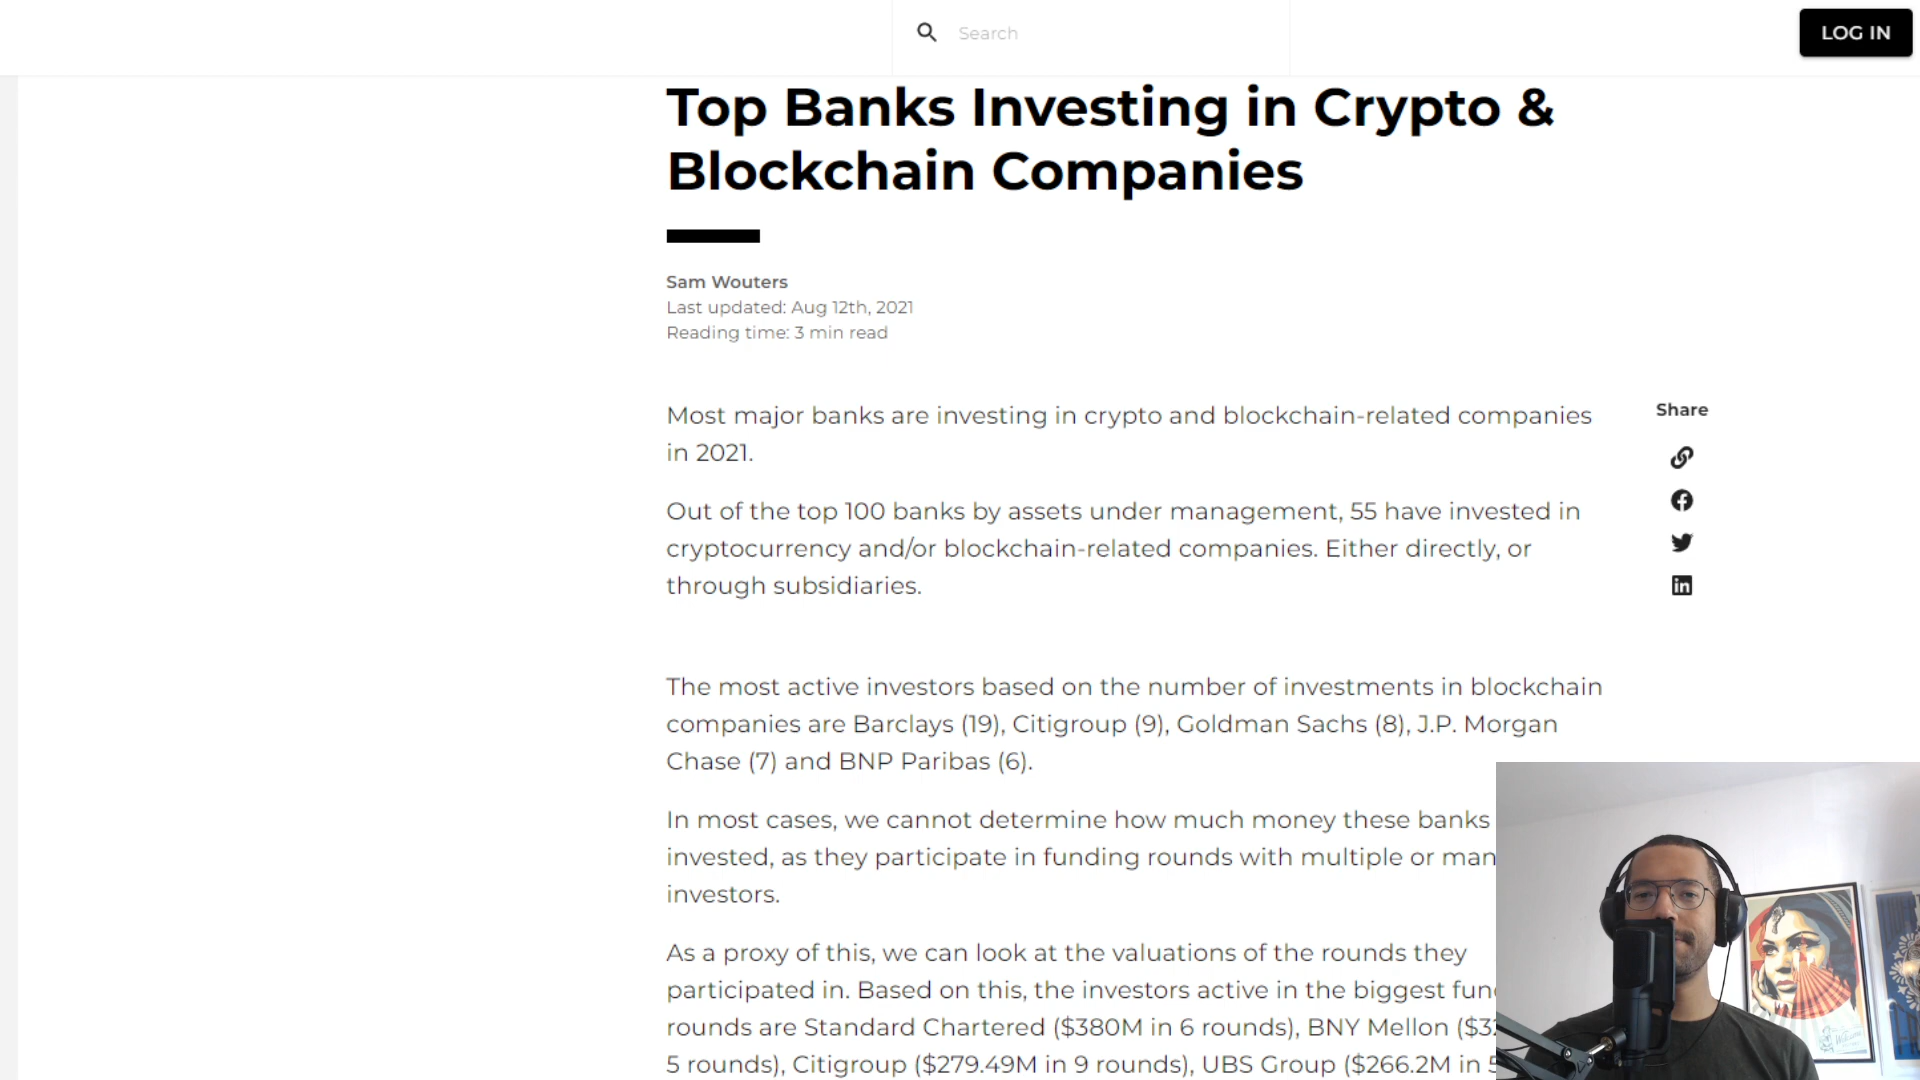 Search
LOG IN
Top Banks Investing in Crypto &
Blockchain Companies
Sam Wouters
Last updated: Aug 12th, 2021
Reading time: 3 min read
Most major banks are investing in crypto and blockchain-related companies
in 2021.
Share
Out of the top 100 banks by assets under management, 55 have invested in
cryptocurrency and/or blockchain-related companies. Either directly, or
through subsidiaries.
The most active investors based on the number of investments in blockchain
companies are Barclays (19), Citigroup (9), Goldman Sachs (8), J.P. Morgan
Chase (7) and BNP Paribas (6).
In most cases, we cannot determine how much money these banks
invested, as they participate in funding rounds with multiple or man
investors.
As a proxy of this, we can look at the valuations of the rounds they
participated in. Based on this, the investors active in the biggest
rounds are Standard Chartered ($380M in 6 rounds), BNY Mellon
5 rounds), Citigroup ($279.49M in 9 rounds), UBS Group ($266.2M in